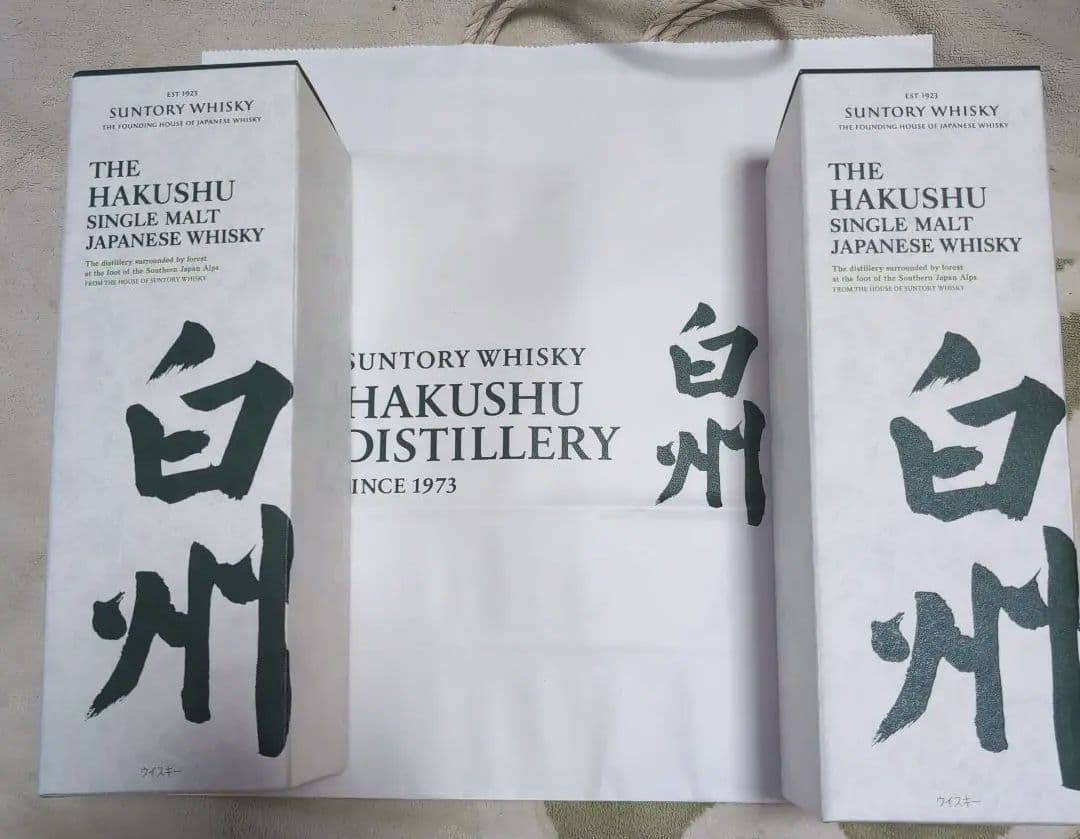 EST 1923
SUNTORY WHISKY
THE FOUNDING HOUSE OF JAPANESE WHISKY
THE
HAKUSHU
SINGLE MALT
JAPANESE WHISKY
The distillery surrounded by forest
at the foot of the Southern Japan Alps
FROM THE HOUSE OF SUNTORY WHISKY
白州
ウイスキー
SUNTORY WHISKY
HAKUSHU
DISTILLERY
INCE 1973
白州
EST 1923
SUNTORY WHISKY
THE FOUNDING HOUSE OF JAPANESE WHISKY
THE
HAKUSHU
SINGLE MALT
JAPANESE WHISKY
The distillery surrounded by forest
at the foot of the Southern Japan Alps
FROM THE HOUSE OF SUNTORY WHISKY
白州
ウイスキー